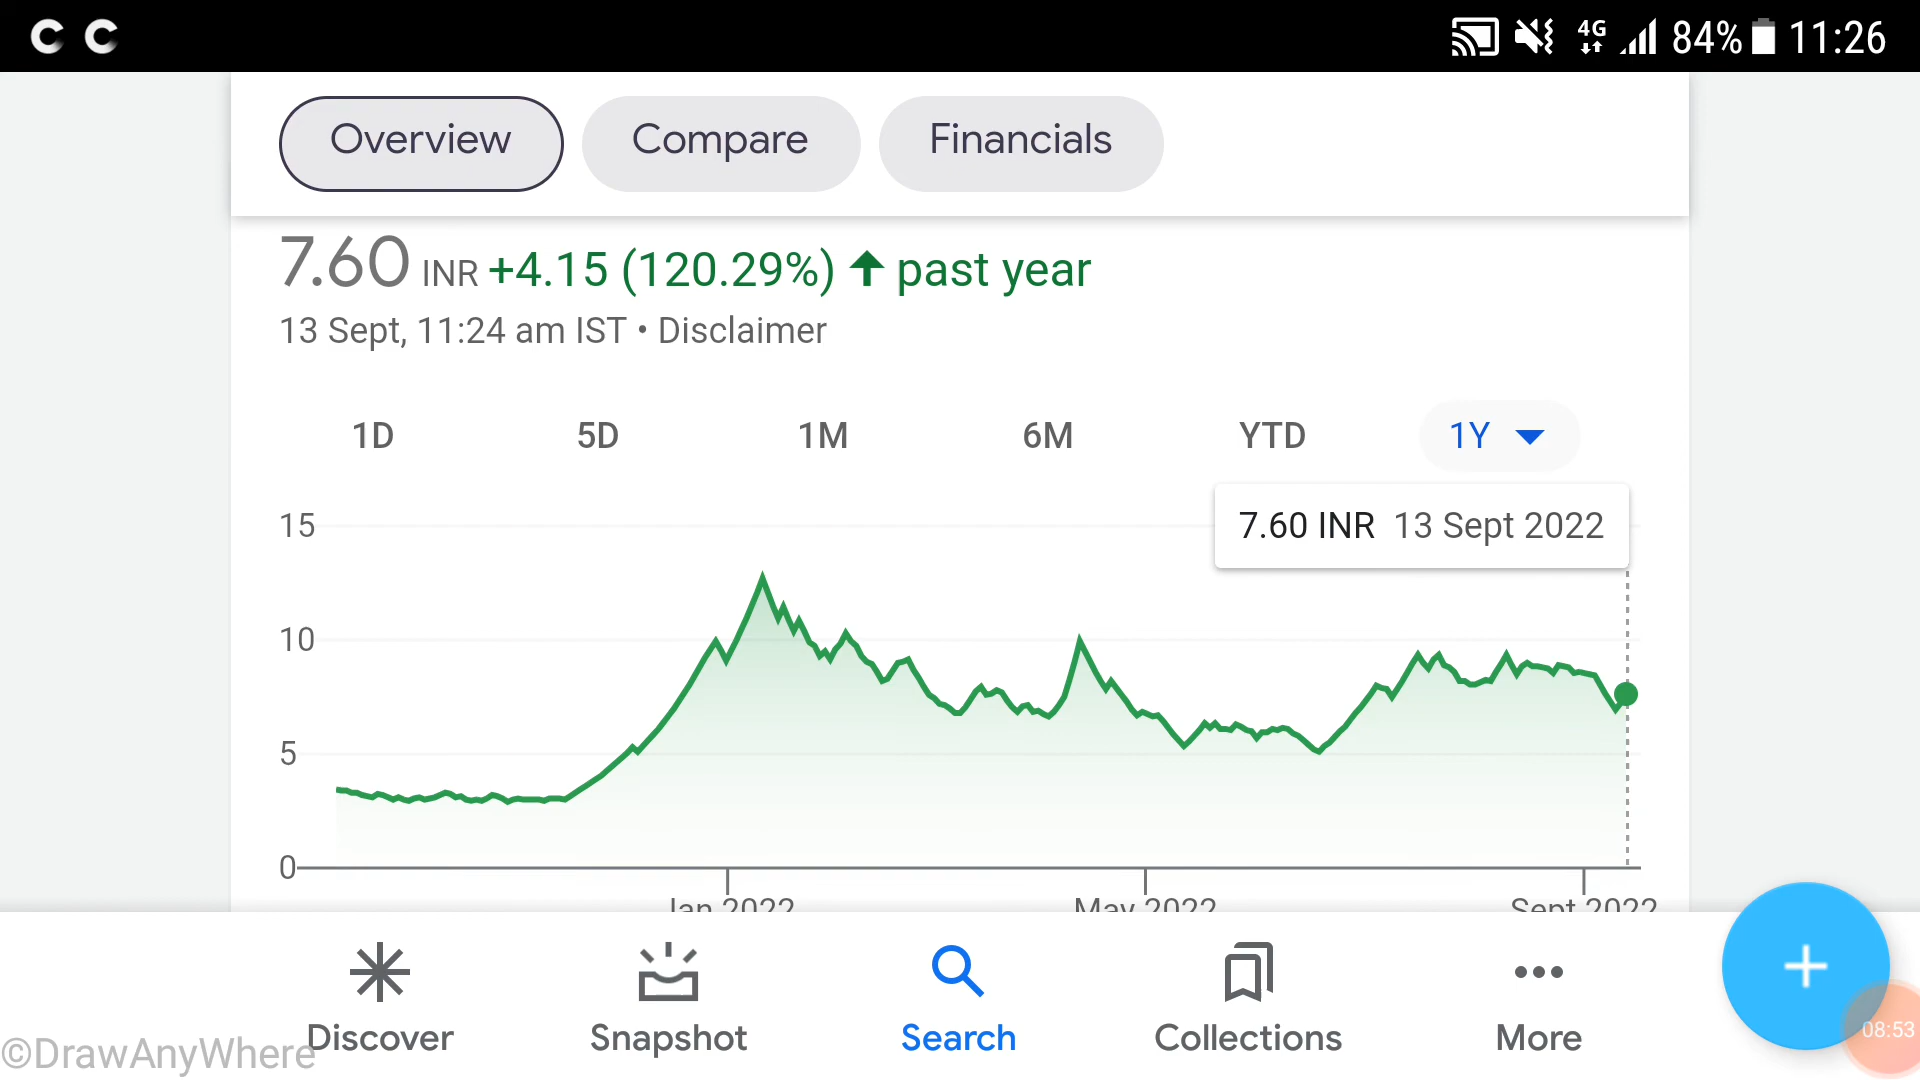 4G 84% 11:26
Overview Compare Financials
7.60 INR +4.15 (120.29%) past year
13 Sept, 11:24 am IST • Disclaimer
1D 5D 1M 6M YTD 1Y
7.60 INR 13 Sept 2022
15
10
5
0
Jan 2022 May 2022 Sept 2022
Discover Snapshot Search Collections More
08:53
©DrawAnyWhere